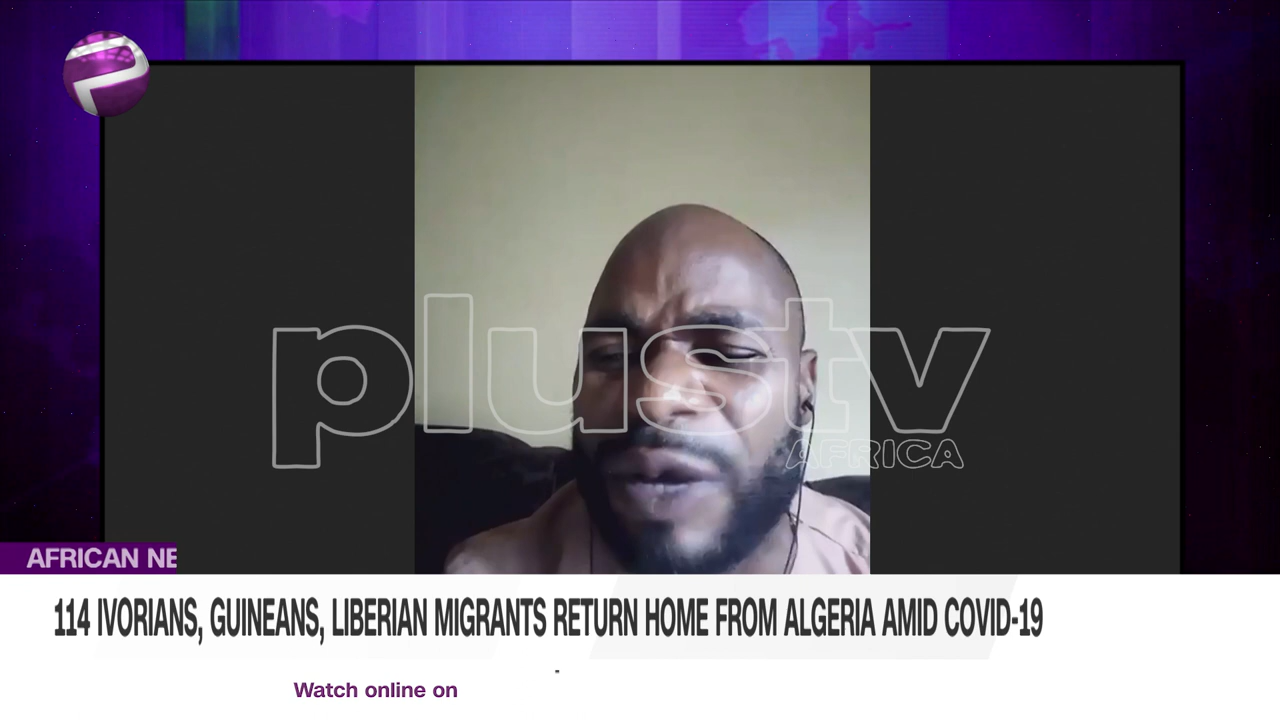 plustv
AFRICA
AFRICAN NE
114 IVORIANS, GUINEANS, LIBERIAN MIGRANTS RETURN HOME FROM ALGERIA AMID COVID-19
Watch online on